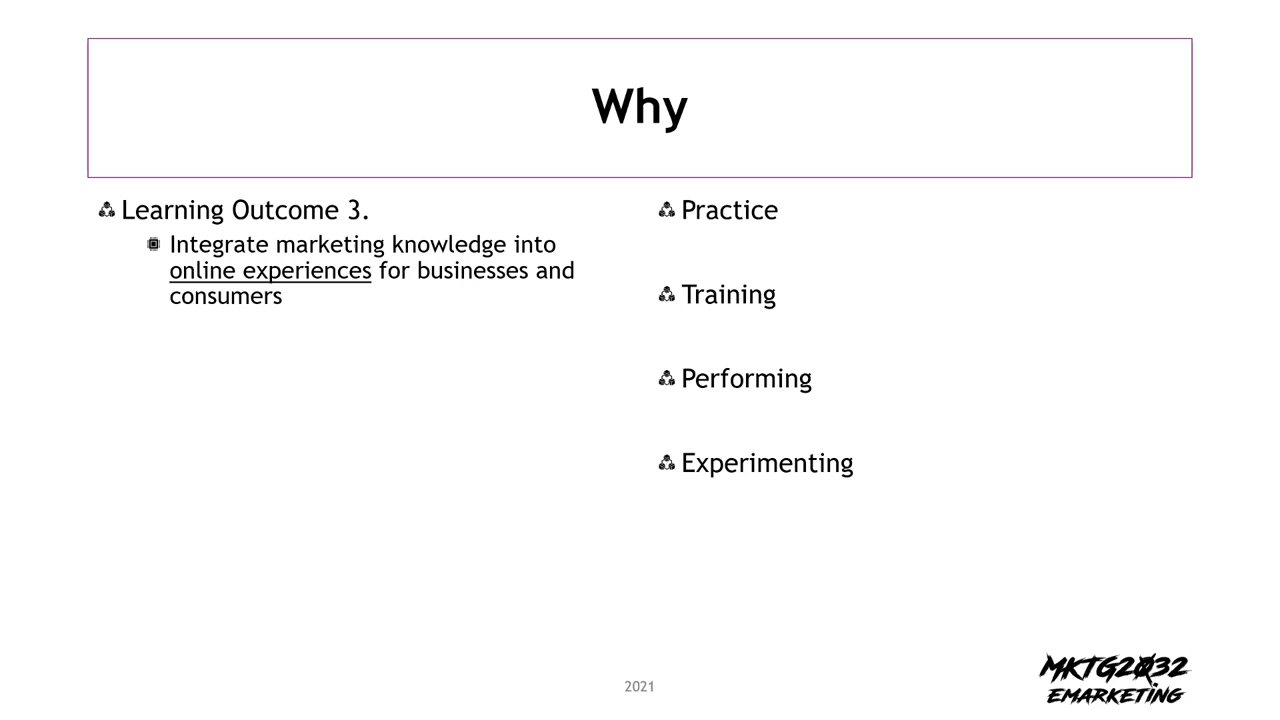 Why
Learning Outcome 3.
Integrate marketing knowledge into
online experiences for businesses and
consumers
Practice
Training
Performing
Experimenting
2021
MKTG2032
EMARKETING